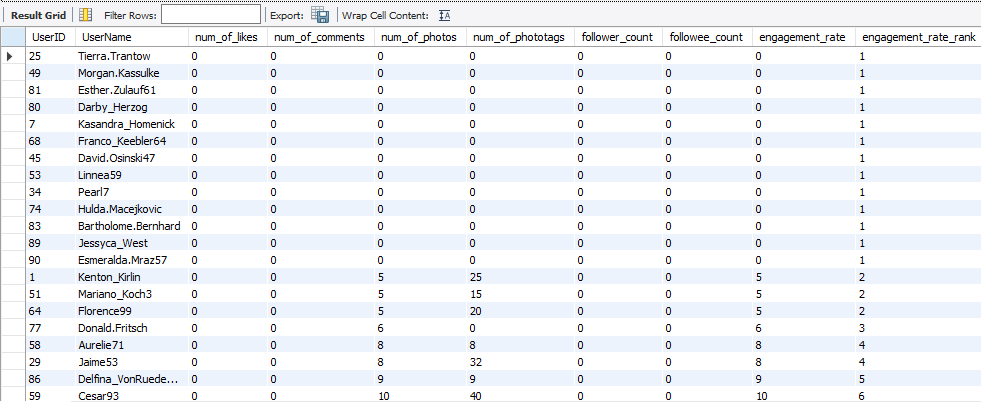 Result Grid Filter Rows: Export: Wrap Cell Content:
UserID UserName num_of_likes num_of_comments num_of_photos num_of_phototags follower_count followee_count engagement_rate engagement_rate_rank
25 Tierra.Trantow 0 0 0 0 0 0 0 1
49 Morgan.Kassulke 0 0 0 0 0 0 0 1
81 Esther.Zulauf61 0 0 0 0 0 0 0 1
80 Darby_Herzog 0 0 0 0 0 0 0 1
7 Kasandra_Homenick 0 0 0 0 0 0 0 1
68 Franco_Keebler64 0 0 0 0 0 0 0 1
45 David.Osinski47 0 0 0 0 0 0 0 1
53 Linnea59 0 0 0 0 0 0 0 1
34 Pearl7 0 0 0 0 0 0 0 1
74 Hulda.Macejkovic 0 0 0 0 0 0 0 1
83 Bartholome.Bernhard 0 0 0 0 0 0 0 1
89 Jessyca_West 0 0 0 0 0 0 0 1
90 Esmeralda.Mraz57 0 0 0 0 0 0 0 1
1 Kenton_Kirlin 0 0 5 25 0 0 5 2
51 Mariano_Koch3 0 0 5 15 0 0 5 2
64 Florence99 0 0 5 20 0 0 5 2
77 Donald.Fritsch 0 0 6 0 0 0 6 3
58 Aurelie71 0 0 8 8 0 0 8 4
29 Jaime53 0 0 8 32 0 0 8 4
86 Delfina_VonRuede... 0 0 9 9 0 0 9 5
59 Cesar93 0 0 10 40 0 0 10 6